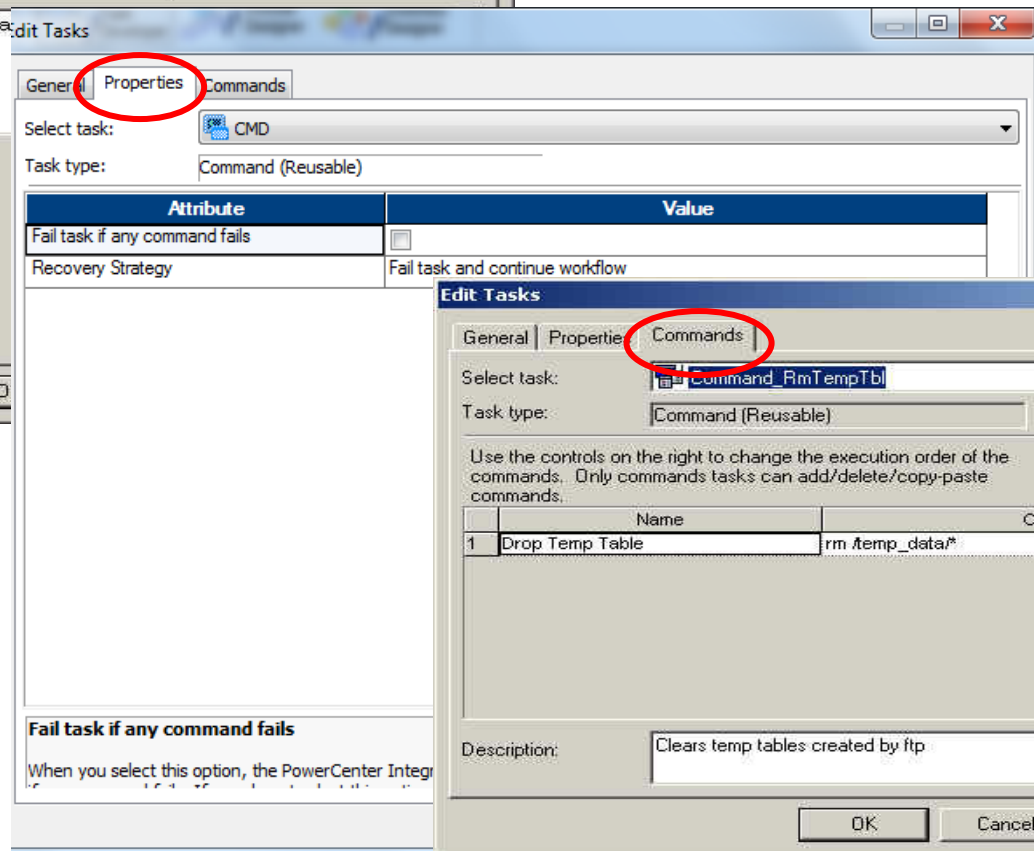 Edit Tasks
General Properties Commands
Select task: CMD
Task type: Command (Reusable)
Attribute Value
Fail task if any command fails
Recovery Strategy Fail task and continue workflow
Fail task if any command fails
When you select this option, the PowerCenter Integr
Edit Tasks
General Properties Commands
Select task: Command_RmTempTbl
Task type: Command (Reusable)
Use the controls on the right to change the execution order of the
commands. Only commands tasks can add/delete/copy-paste
commands.
Name C
1 Drop Temp Table rm /temp_data/*
Description: Clears temp tables created by ftp
OK Cancel